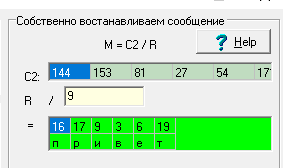 Собственно востанавливаем сообщение
M = C2 / R
? Help
C2: 144 153 81 27 54 17
R / 9
= 16 17 9 3 6 19
п р и в е т